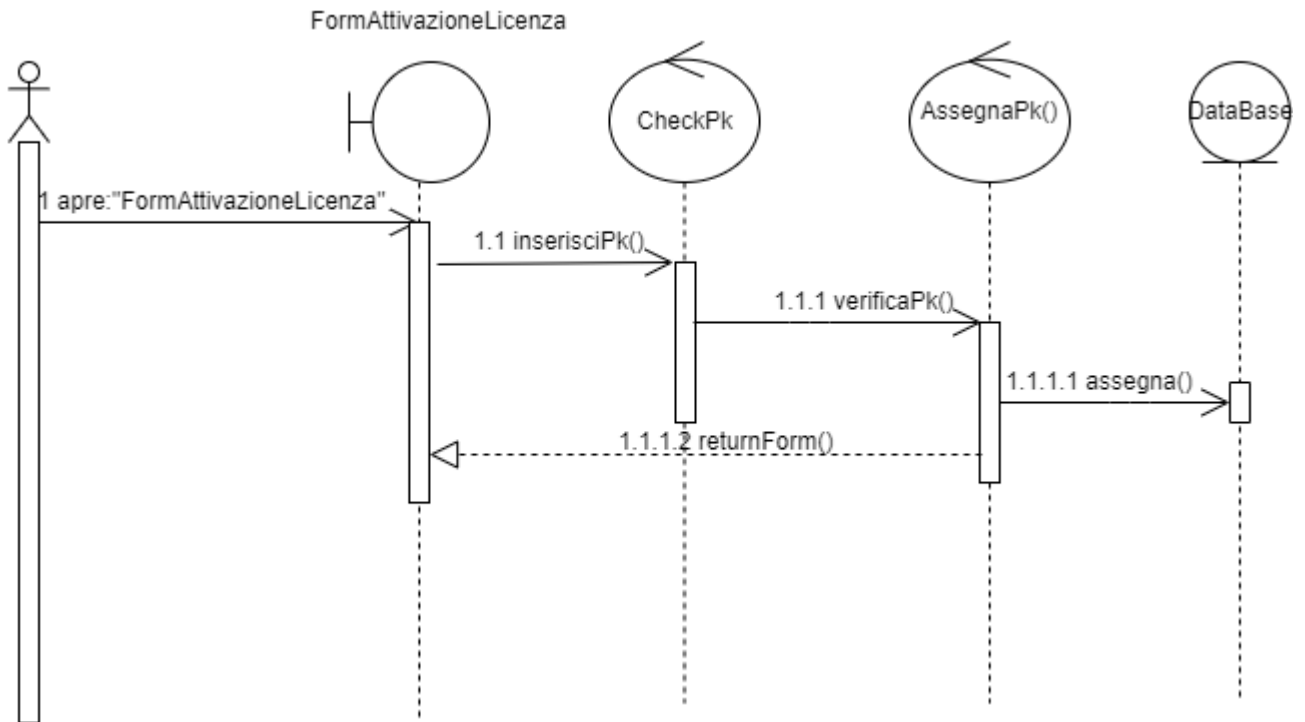 FormAttivazioneLicenza
CheckPk
AssegnaPk()
DataBase
1 apre:"FormAttivazioneLicenza"
1.1 inserisciPk()
1.1.1 verificaPk()
1.1.1.1 assegna()
1.1.1.2 returnForm()